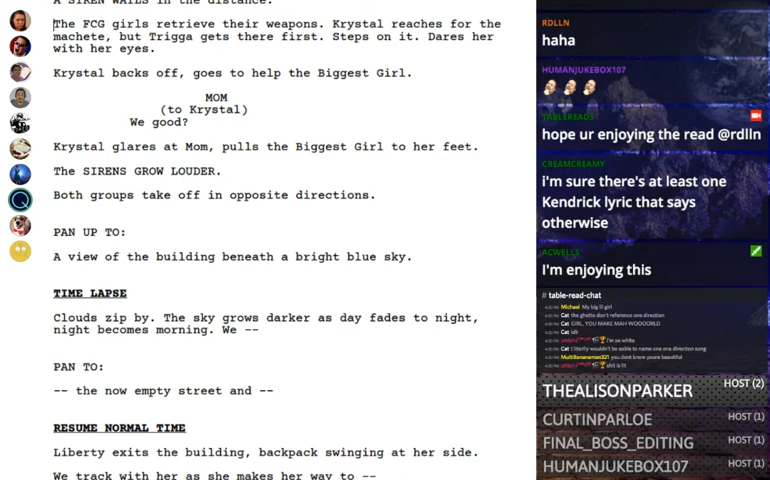 A SIREN WAILS in the distance.
The FCG girls retrieve their weapons. Krystal reaches for the
machete, but Trigga gets there first. Steps on it. Dares her
with her eyes.
Krystal backs off, goes to help the Biggest Girl.
MOM
(to Krystal)
We good?
Krystal glares at Mom, pulls the Biggest Girl to her feet.
The SIRENS GROW LOUDER.
Both groups take off in opposite directions.
PAN UP TO:
A view of the building beneath a bright blue sky.
TIME LAPSE
Clouds zip by. The sky grows darker as day fades to night,
night becomes morning. We --
PAN TO:
-- the now empty street and --
RESUME NORMAL TIME
Liberty exits the building, backpack swinging at her side.
We track with her as she makes her way to --
RDLLN
haha
HUMANJUKEBOX107
TABLEREADS
hope ur enjoying the read @rdlln
CREAMCREAMY
i'm sure there's at least one
Kendrick lyric that says
otherwise
ACWELLS
I'm enjoying this
# table-read-chat
Michael My big lil girl
Cat the ghetto don't reference one direction
Cat GIRL, YOU MAKE MAH WOOORLD
Cat idk
i'm so white
Cat I literly wouldn't be able to name one one direction song
Multibananaman321 you dont know youre beautiful
shit is lit
THEALISONPARKER HOST (2)
CURTINPARLOE HOST (1)
FINAL_BOSS_EDITING HOST (1)
HUMANJUKEBOX107 HOST (1)